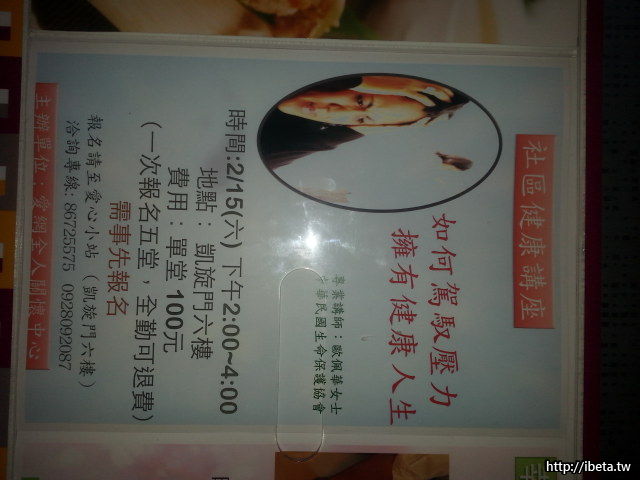 社區健康講座
如何駕馭壓力
擁有健康人生
專業講師：歐佩華女士
中華民國生命保護協會
時間:2/15(六) 下午2:00~4:00
地點： 凱旋門六樓
費用：單堂 100元
(一次報名五堂，全勤可退費)
需事先報名
報名請至愛心小站 (凱旋門六樓)
洽詢專線: 86725575 0928092087
主辦單位：愛網全人關懷中心
http://ibeta.tw